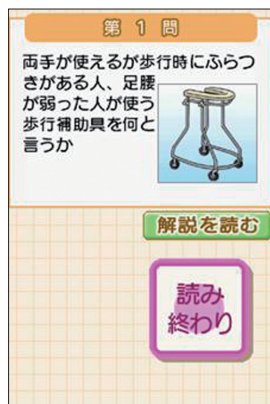 第1問
両手が使えるが歩行時にふらつ
きがある人、足腰
が弱った人が使う
歩行補助具を何と
言うか
解説を読む
読み
終わり